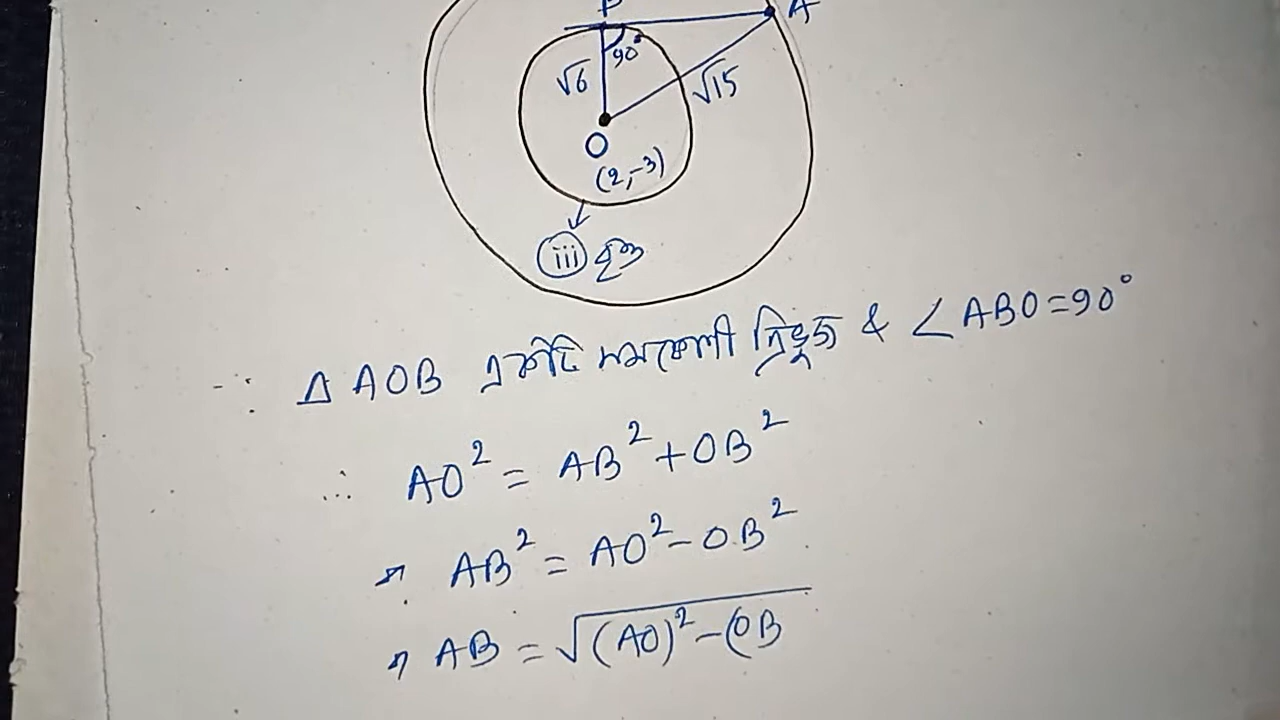 A
90°
√6
√15
O
(2,-3)
iii বৃত্ত
∴ Δ AOB একটি সমকোণী ত্রিভুজ & ∠ABO=90°
∴ AO² = AB² + OB²
⇒ AB² = AO² - OB²
⇒ AB = √(AO)² - (OB